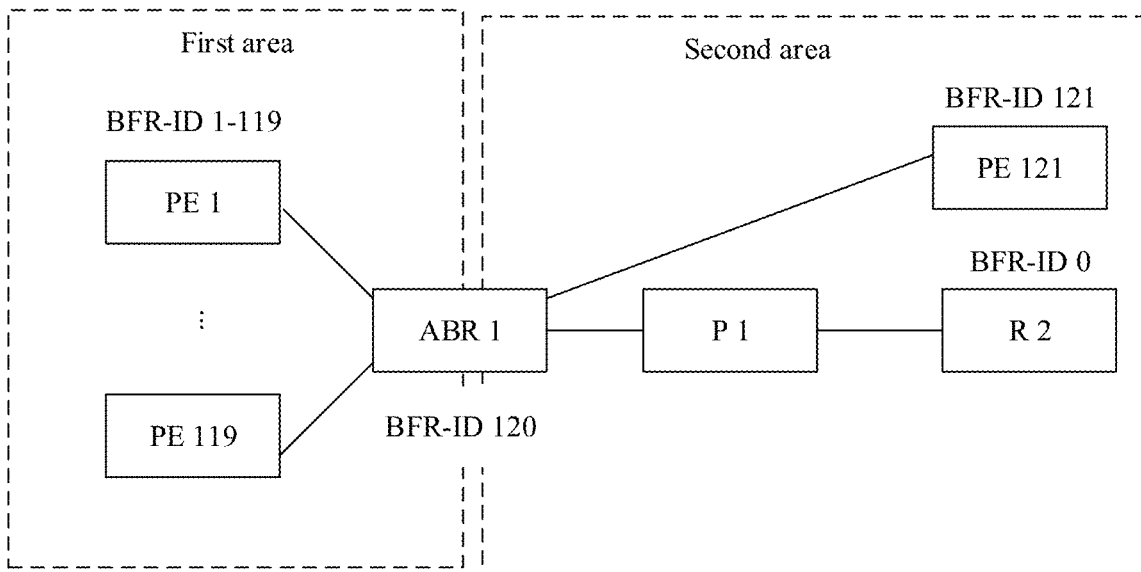 First area
Second area
BFR-ID 1-119
BFR-ID 121
PE 1
PE 121
BFR-ID 0
...
ABR 1
P 1
R 2
PE 119
BFR-ID 120